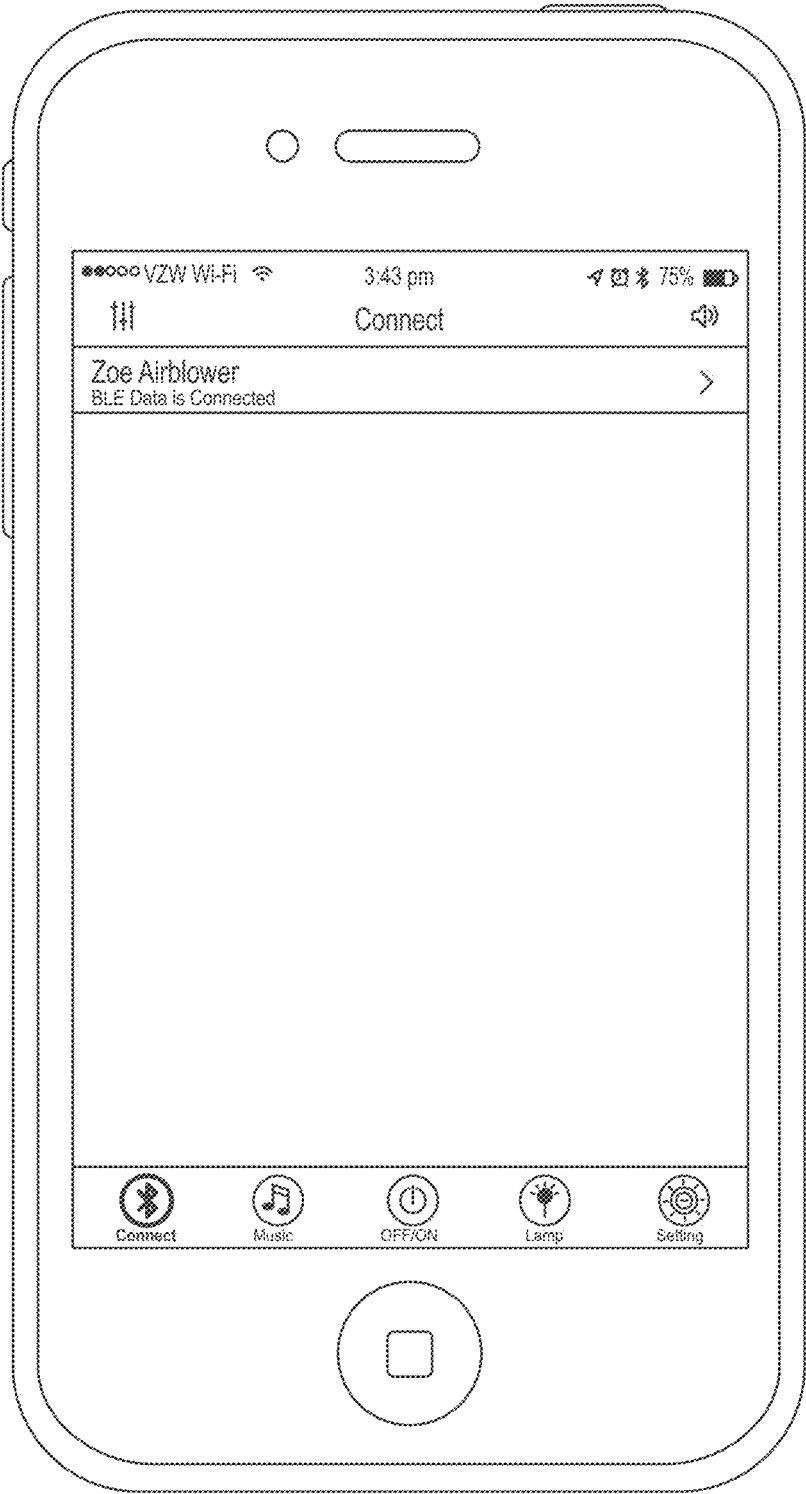 VZW Wi-Fi 3:43 pm 75%
Connect
Zoe Airblower
BLE Data is Connected
Connect Music OFF/ON Lamp Setting